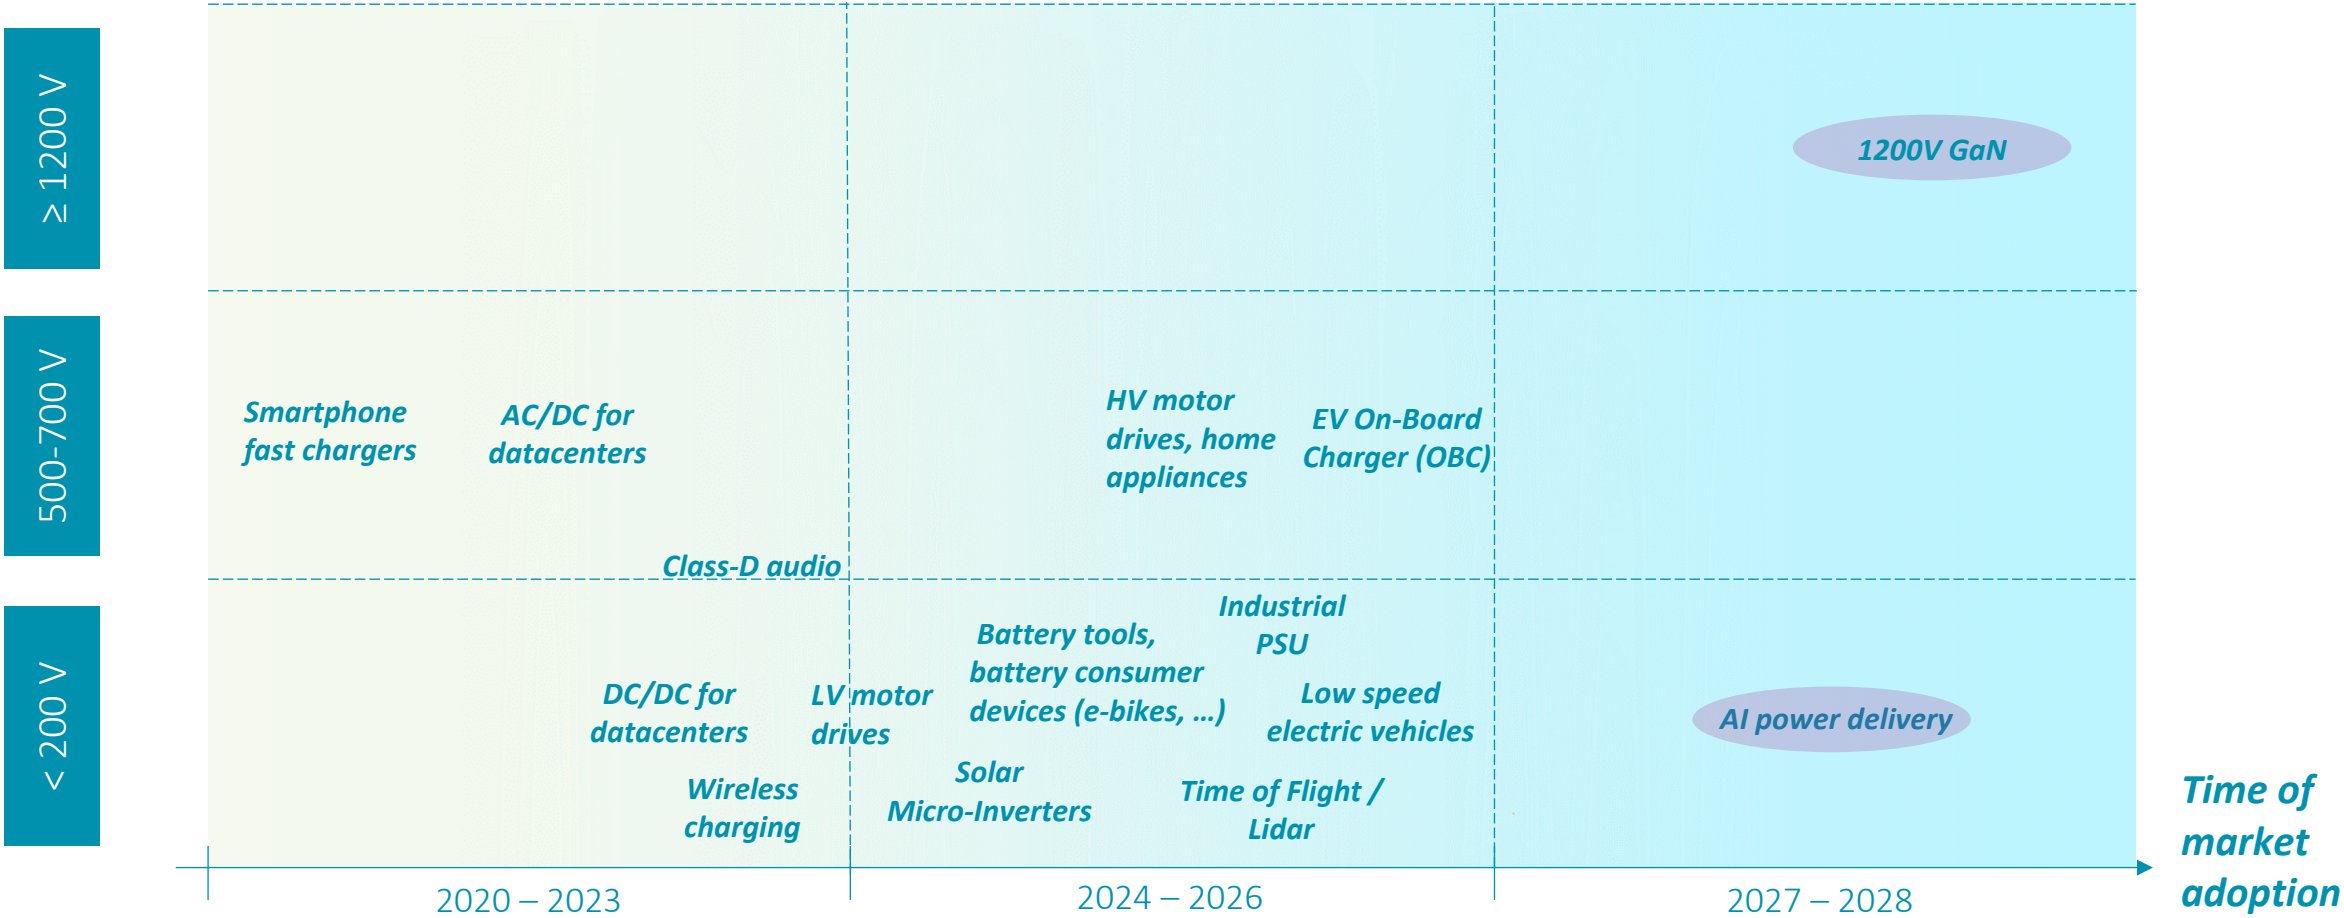 ≥ 1200 V
1200V GaN
500-700 V
Smartphone
fast chargers
AC/DC for
datacenters
HV motor
drives, home
appliances
EV On-Board
Charger (OBC)
Class-D audio
< 200 V
Industrial
PSU
Battery tools,
battery consumer
devices (e-bikes, ...)
DC/DC for
datacenters
LV motor
drives
Low speed
electric vehicles
AI power delivery
Wireless
charging
Solar
Micro-Inverters
Time of Flight /
Lidar
Time of
market
adoption
2020 – 2023
2024 – 2026
2027 – 2028